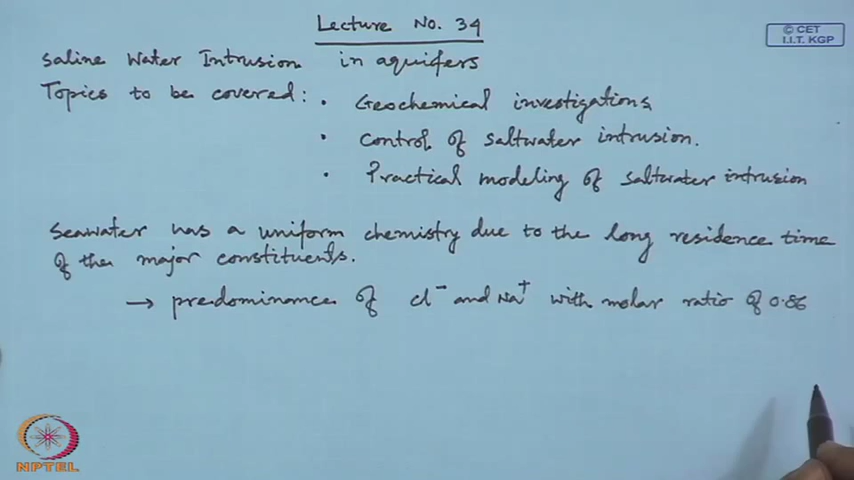 Lecture No. 34
© CET
I.I.T. KGP
Saline Water Intrusion in aquifers
Topics to be covered: • Geochemical investigations
• Control of saltwater intrusion.
• Practical modeling of saltwater intrusion
Seawater has a uniform chemistry due to the long residence time
of the major constituents.
→ predominance of Cl⁻ and Na⁺ with molar ratio of 0.86
NPTEL